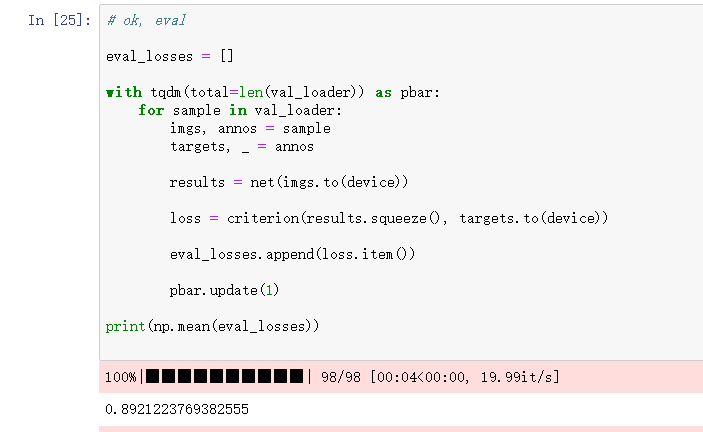 In [25]: # ok, eval
eval_losses = []
with tqdm(total=len(val_loader)) as pbar:
for sample in val_loader:
imgs, annos = sample
targets, _ = annos
results = net(imgs.to(device))
loss = criterion(results.squeeze(), targets.to(device))
eval_losses.append(loss.item())
pbar.update(1)
print(np.mean(eval_losses))
100%|██████████| 98/98 [00:04<00:00, 19.99it/s]
0.8921223769382555